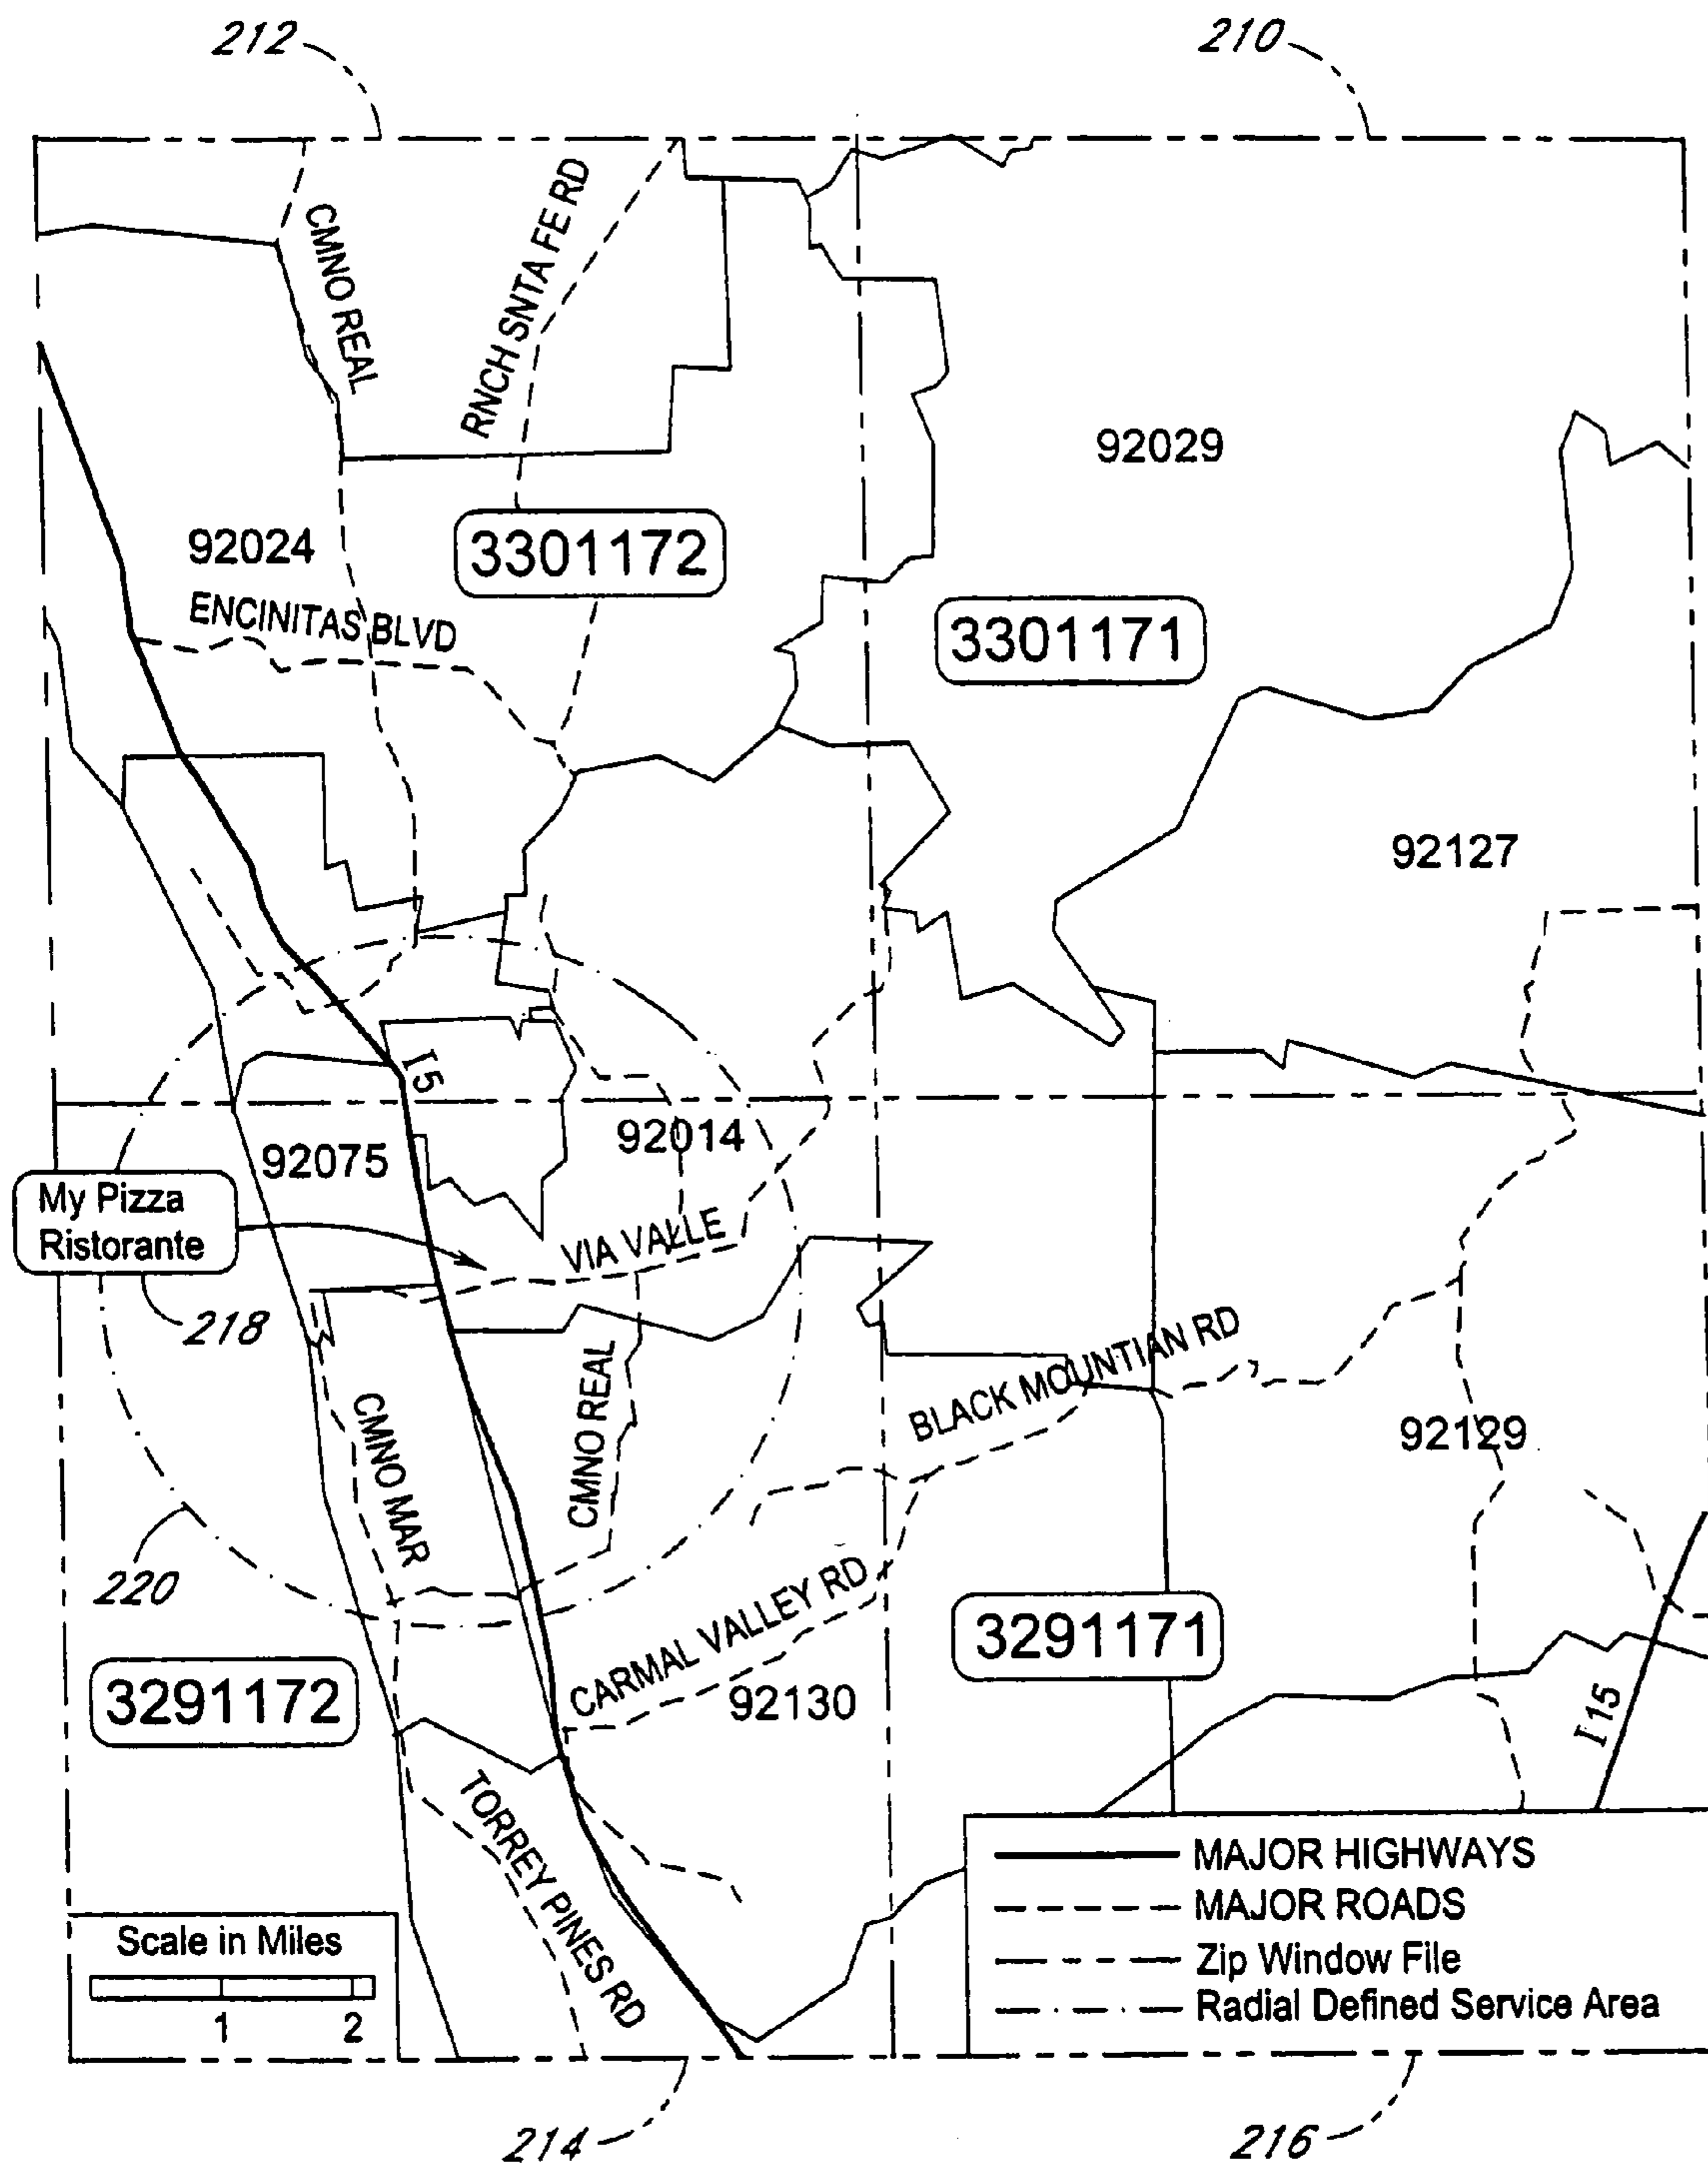 212
210
CMNO REAL
RNCH SNTA FE RD
92029
92024
3301172
ENCINITAS BLVD
3301171
92127
I5
92014
92075
My Pizza
Ristorante
VIA VALLE
218
BLACK MOUNTIAN RD
CMNO REAL
CMNO MAR
92129
220
CARMAL VALLEY RD
3291171
3291172
92130
I15
TORREY PINES RD
MAJOR HIGHWAYS
MAJOR ROADS
Zip Window File
Radial Defined Service Area
Scale in Miles
1 2
214
216